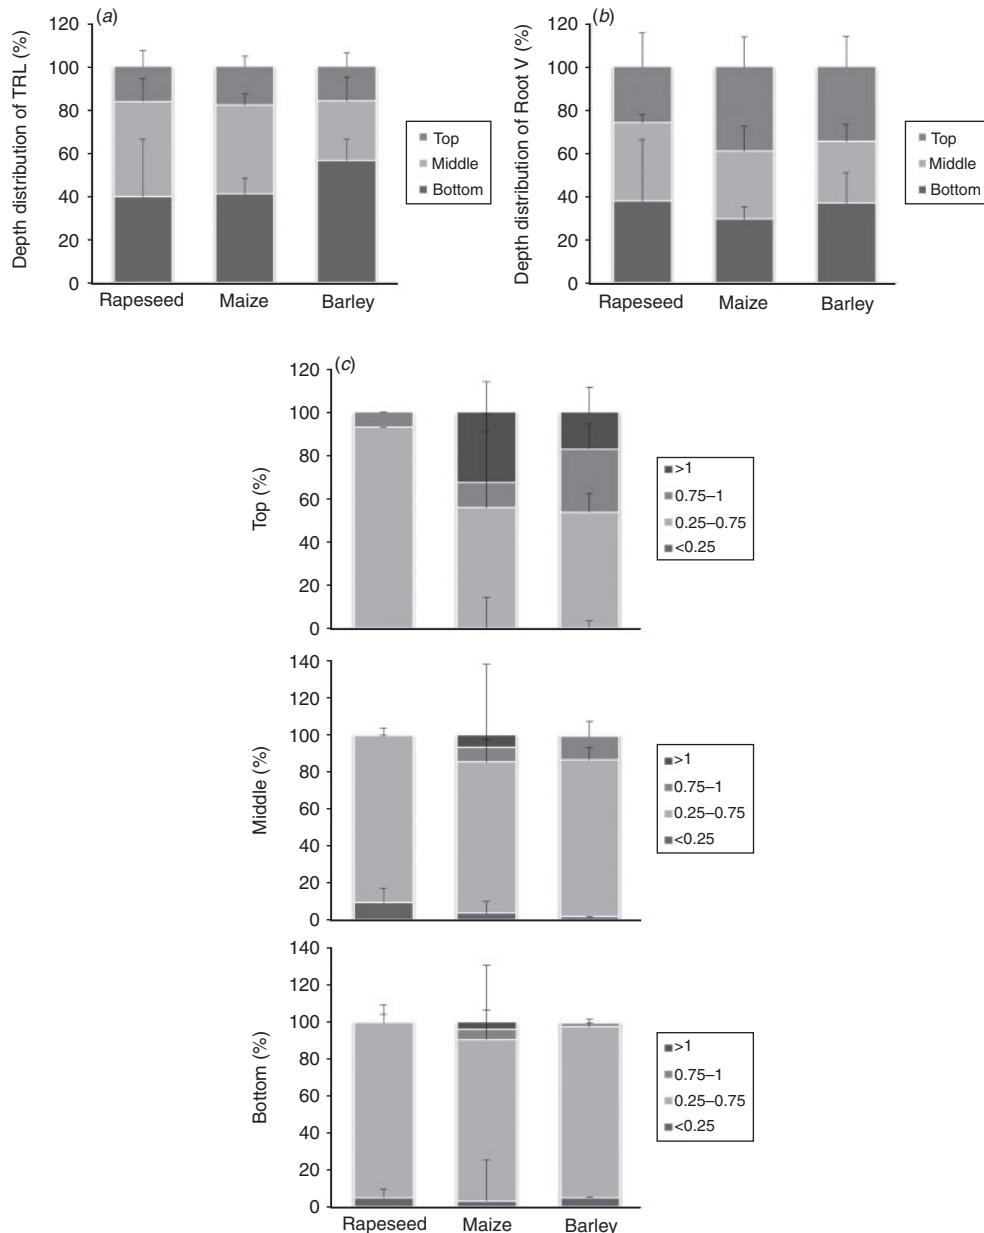 (a)
Depth distribution of TRL (%)
120
100
80
60
40
20
0
Rapeseed Maize Barley
Top
Middle
Bottom
(b)
Depth distribution of Root V (%)
120
100
80
60
40
20
0
Rapeseed Maize Barley
Top
Middle
Bottom
(c)
Top (%)
120
100
80
60
40
20
0
>1
0.75–1
0.25–0.75
<0.25
Middle (%)
140
120
100
80
60
40
20
0
>1
0.75–1
0.25–0.75
<0.25
Bottom (%)
140
120
100
80
60
40
20
0
Rapeseed Maize Barley
>1
0.75–1
0.25–0.75
<0.25